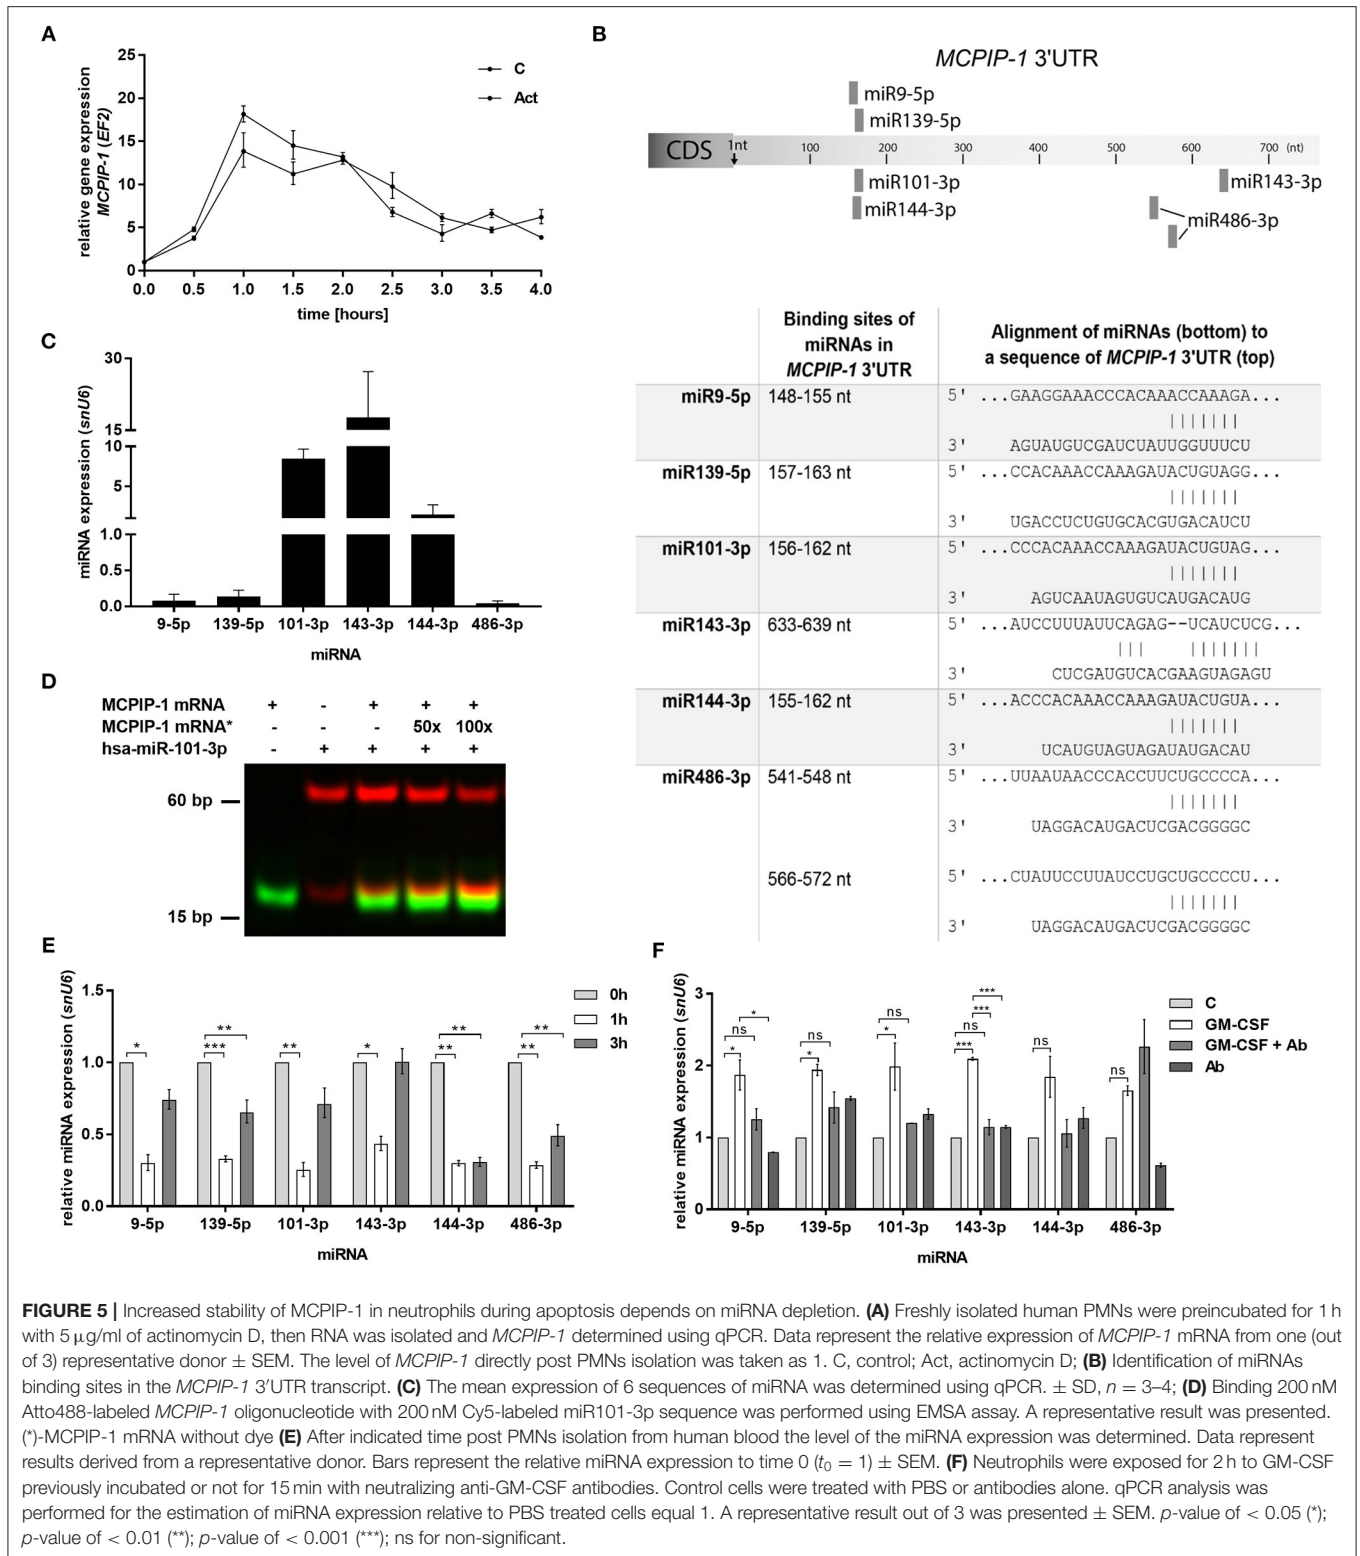 A
25
20
15
10
5
0
relative gene expression
MCPIP-1 (EF2)
C
Act
0.0 0.5 1.0 1.5 2.0 2.5 3.0 3.5 4.0
time [hours]
B
MCPIP-1 3'UTR
miR9-5p
miR139-5p
CDS 1nt 100 200 300 400 500 600 700 (nt)
miR101-3p miR143-3p
miR144-3p
miR486-3p
Binding sites of
miRNAs in
MCPIP-1 3'UTR
Alignment of miRNAs (bottom) to
a sequence of MCPIP-1 3'UTR (top)
miR9-5p 148-155 nt 5' ...GAAGGAAACCCACAAACCAAAGA...
| | | | | | |
3' AGUAUGUCGAUCUAUUGGUUUCU
miR139-5p 157-163 nt 5' ...CCACAAACCAAAGAUACUGUAGG...
| | | | | | |
3' UGACCUCUGUGCACGUGACAUCU
miR101-3p 156-162 nt 5' ...CCCACAAACCAAAGAUACUGUAG...
| | | | | | |
3' AGUCAAUAGUGUCAUGACAUG
miR143-3p 633-639 nt 5' ...AUCCUUUAUUCAGAG--UCAUCUCG...
| | | | | | | | | |
3' CUCGAUGUCACGAAGUAGAGU
miR144-3p 155-162 nt 5' ...ACCCACAAACCAAAGAUACUGUA...
| | | | | | |
3' UCAUGUAGUAGAUAUGACAU
miR486-3p 541-548 nt 5' ...UUAAUAACCCACCUUCUGCCCCA...
| | | | | | |
3' UAGGACAUGACUCGACGGGGC
566-572 nt 5' ...CUAUUCCUUAUCCUGCUGCCCCU...
| | | | | | |
3' UAGGACAUGACUCGACGGGGC
C
30
15
10
5
1.0
0.5
0.0
miRNA expression (snU6)
9-5p 139-5p 101-3p 143-3p 144-3p 486-3p
miRNA
D
MCPIP-1 mRNA + - + + +
MCPIP-1 mRNA* - - - 50x 100x
hsa-miR-101-3p - + + + +
60 bp
15 bp
E
1.5
1.0
0.5
0.0
relative miRNA expression (snU6)
* ** *** ** * ** ** ** **
0h
1h
3h
9-5p 139-5p 101-3p 143-3p 144-3p 486-3p
miRNA
F
3
2
1
0
relative miRNA expression (snU6)
* ns * ns * ns * *** *** ns *** ns ns
C
GM-CSF
GM-CSF + Ab
Ab
9-5p 139-5p 101-3p 143-3p 144-3p 486-3p
miRNA
FIGURE 5 | Increased stability of MCPIP-1 in neutrophils during apoptosis depends on miRNA depletion. (A) Freshly isolated human PMNs were preincubated for 1 h
with 5 μg/ml of actinomycin D, then RNA was isolated and MCPIP-1 determined using qPCR. Data represent the relative expression of MCPIP-1 mRNA from one (out
of 3) representative donor ± SEM. The level of MCPIP-1 directly post PMNs isolation was taken as 1. C, control; Act, actinomycin D; (B) Identification of miRNAs
binding sites in the MCPIP-1 3′UTR transcript. (C) The mean expression of 6 sequences of miRNA was determined using qPCR. ± SD, n = 3–4; (D) Binding 200 nM
Atto488-labeled MCPIP-1 oligonucleotide with 200 nM Cy5-labeled miR101-3p sequence was performed using EMSA assay. A representative result was presented.
(*)-MCPIP-1 mRNA without dye (E) After indicated time post PMNs isolation from human blood the level of the miRNA expression was determined. Data represent
results derived from a representative donor. Bars represent the relative miRNA expression to time 0 (t0 = 1) ± SEM. (F) Neutrophils were exposed for 2 h to GM-CSF
previously incubated or not for 15 min with neutralizing anti-GM-CSF antibodies. Control cells were treated with PBS or antibodies alone. qPCR analysis was
performed for the estimation of miRNA expression relative to PBS treated cells equal 1. A representative result out of 3 was presented ± SEM. p-value of < 0.05 (*);
p-value of < 0.01 (**); p-value of < 0.001 (***); ns for non-significant.